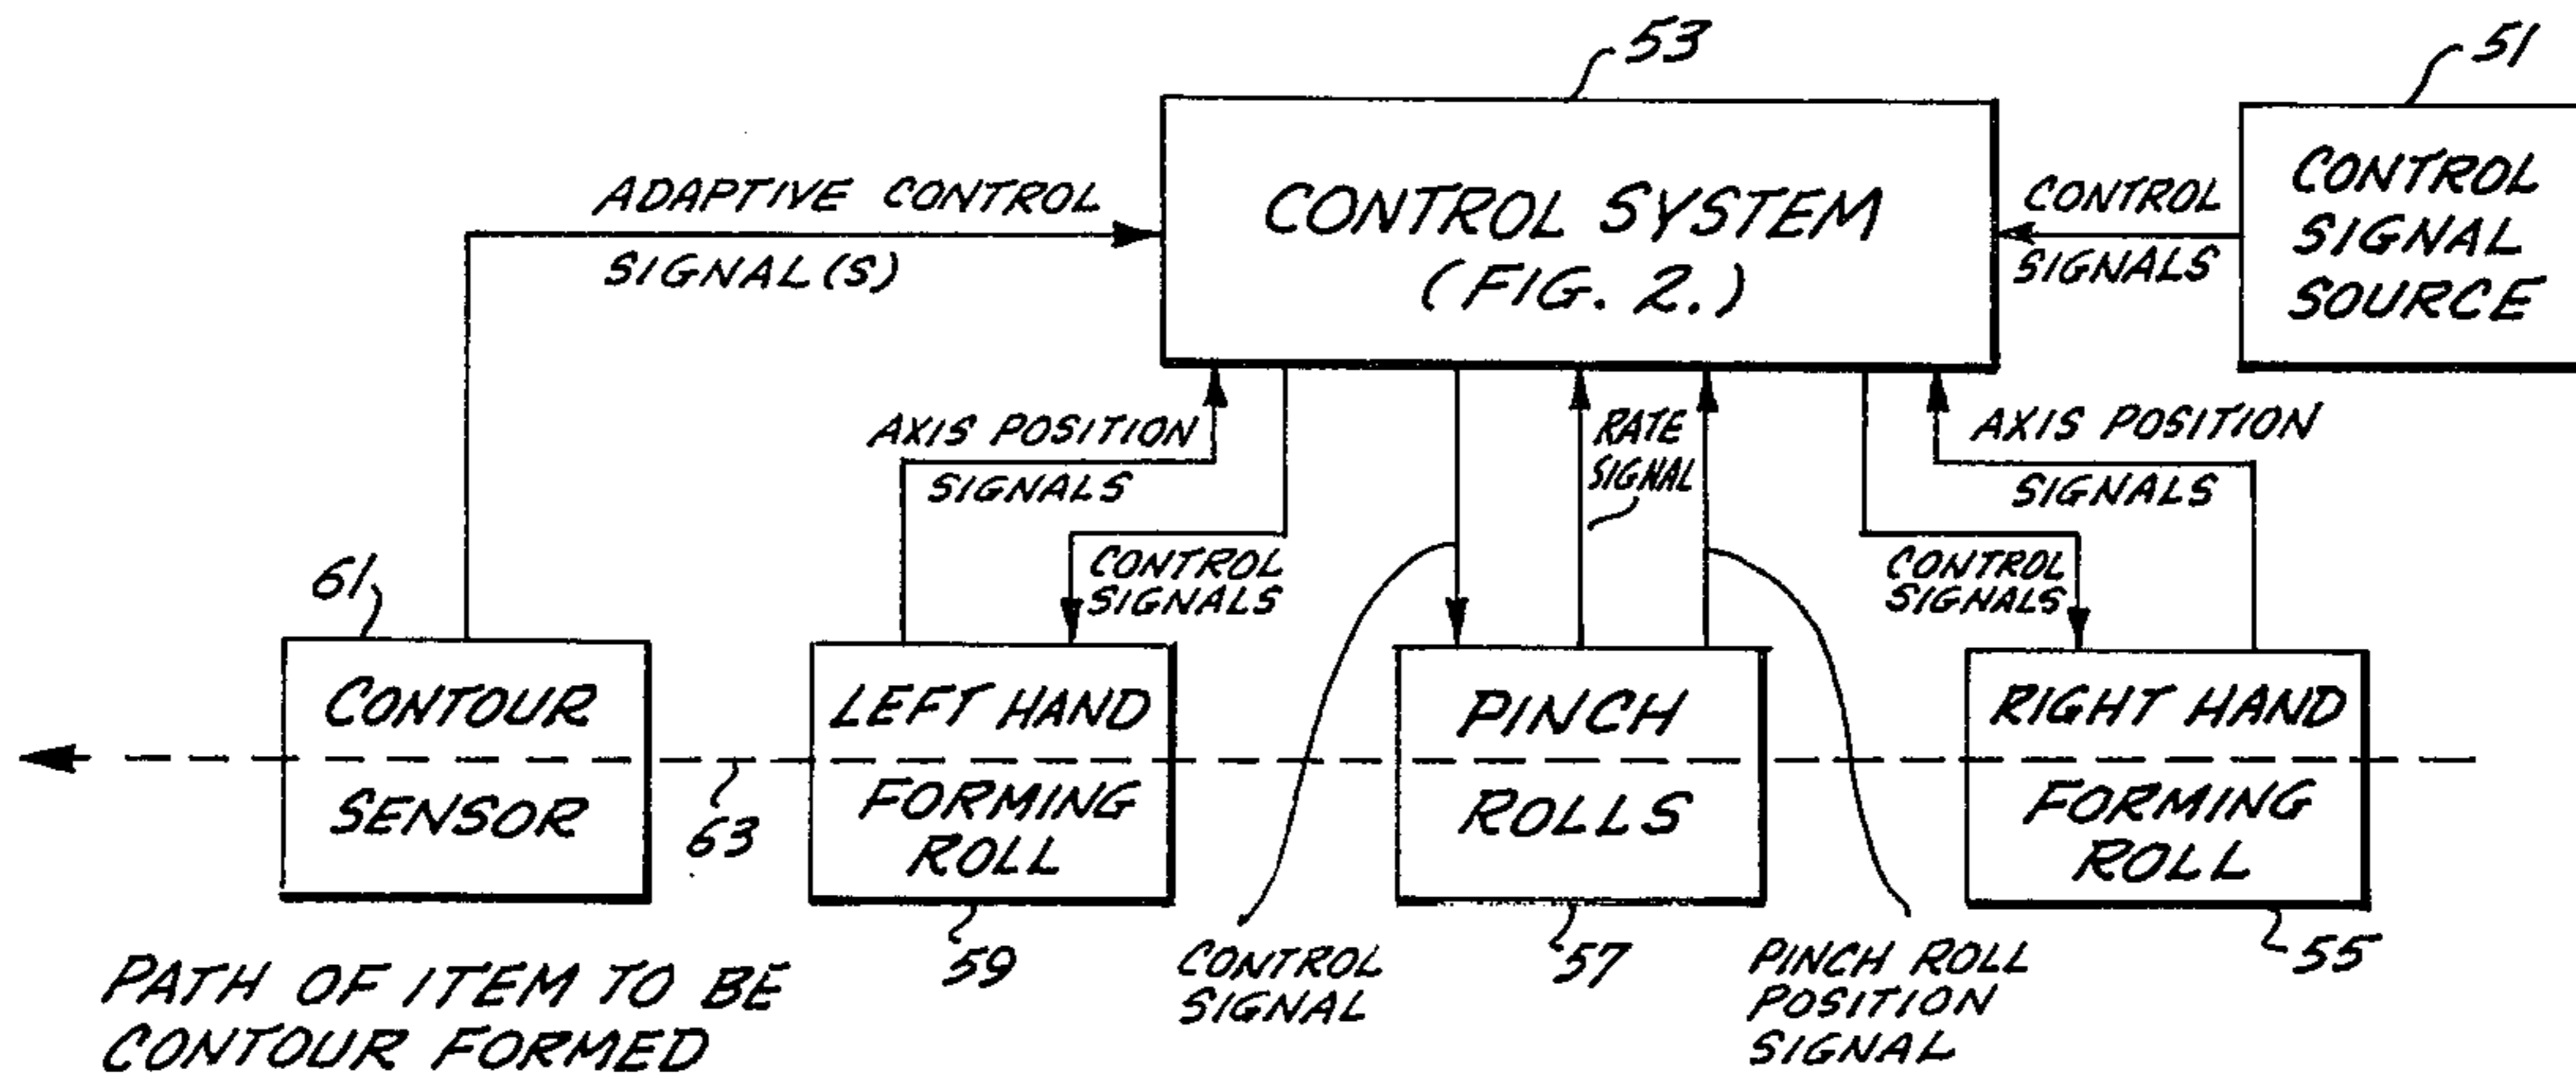 53
51
CONTROL SYSTEM
(FIG. 2.)
CONTROL
SIGNAL
SOURCE
CONTROL
SIGNALS
ADAPTIVE CONTROL
SIGNAL(S)
AXIS POSITION
SIGNALS
CONTROL
SIGNALS
RATE
SIGNAL
AXIS POSITION
SIGNALS
CONTROL
SIGNALS
61
CONTOUR
SENSOR
63
LEFT HAND
FORMING
ROLL
59
PINCH
ROLLS
57
RIGHT HAND
FORMING
ROLL
55
CONTROL
SIGNAL
PINCH ROLL
POSITION
SIGNAL
PATH OF ITEM TO BE
CONTOUR FORMED